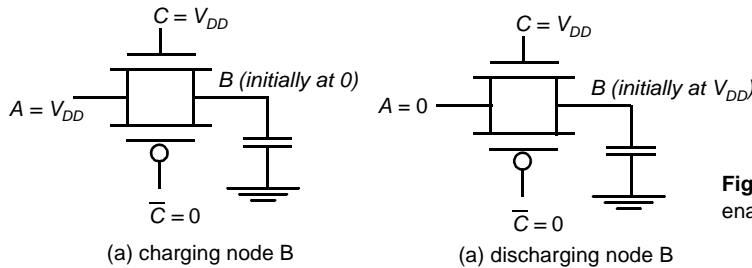 C = V_DD
B (initially at 0)
A = V_DD
C̅ = 0
(a) charging node B
C = V_DD
B (initially at V_DD)
A = 0
C̅ = 0
(a) discharging node B
Fig
ena